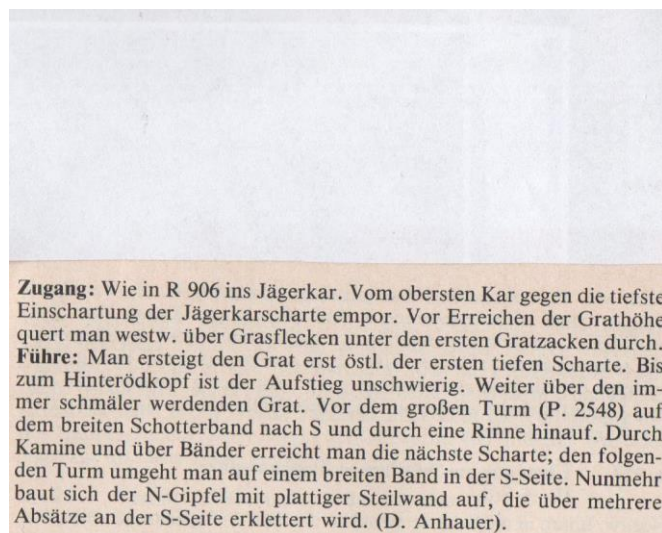 Zugang: Wie in R 906 ins Jägerkar. Vom obersten Kar gegen die tiefste
Einschartung der Jägerkarscharte empor. Vor Erreichen der Grathöhe
quert man westw. über Grasflecken unter den ersten Gratzacken durch.
Führe: Man ersteigt den Grat erst östl. der ersten tiefen Scharte. Bis
zum Hinterödkopf ist der Aufstieg unschwierig. Weiter über den im-
mer schmäler werdenden Grat. Vor dem großen Turm (P. 2548) auf
dem breiten Schotterband nach S und durch eine Rinne hinauf. Durch
Kamine und über Bänder erreicht man die nächste Scharte; den folgen-
den Turm umgeht man auf einem breiten Band in der S-Seite. Nunmehr
baut sich der N-Gipfel mit plattiger Steilwand auf, die über mehrere
Absätze an der S-Seite erklettert wird. (D. Anhauer).